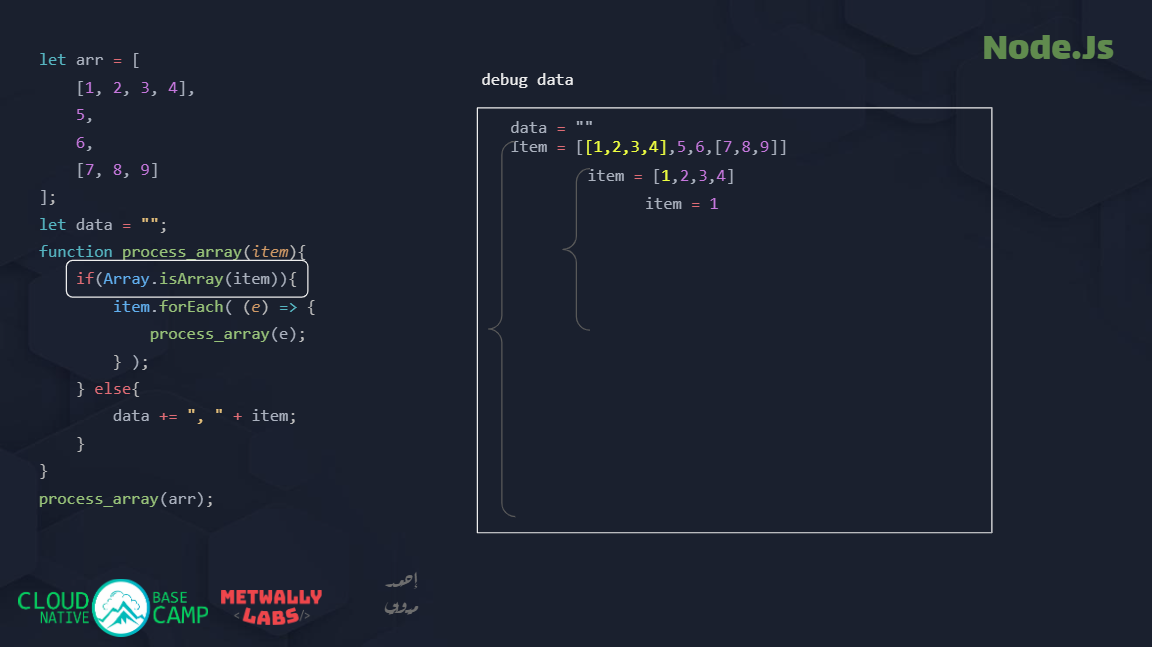 Node.Js
let arr = [
[1, 2, 3, 4],
5,
6,
[7, 8, 9]
];
let data = "";
function process_array(item){
if(Array.isArray(item)){
item.forEach( (e) => {
process_array(e);
} );
} else{
data += ", " + item;
}
}
process_array(arr);
debug data
data = ""
Item = [[1,2,3,4],5,6,[7,8,9]]
item = [1,2,3,4]
item = 1
CLOUD NATIVE BASE CAMP
METWALLY
<LABS/>